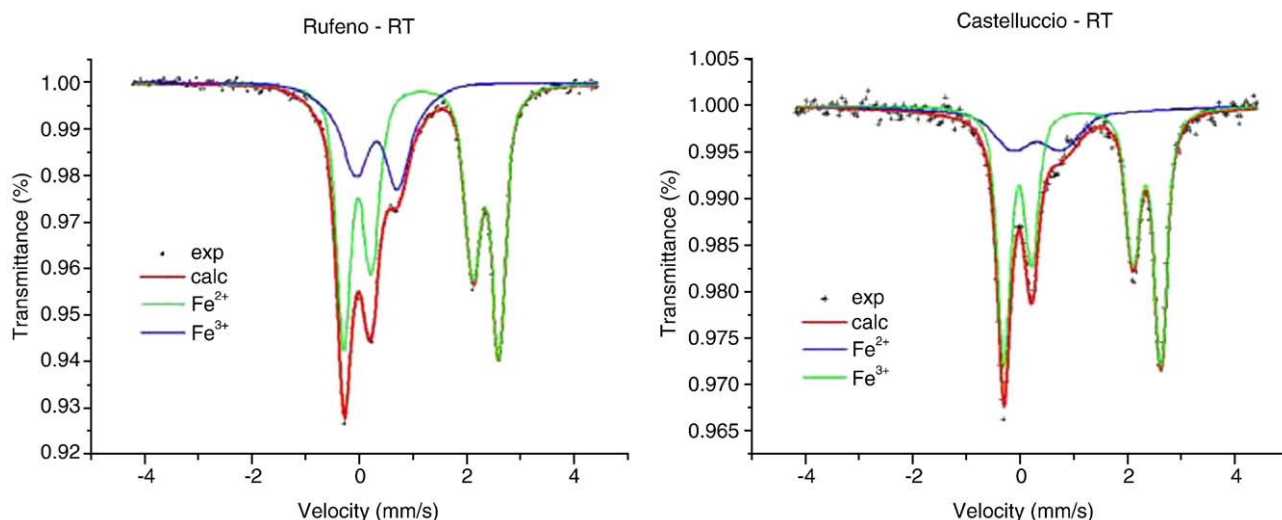 Rufeno - RT
1.00
0.99
0.98
0.97
0.96
0.95
0.94
0.93
0.92
Transmittance (%)
exp
calc
Fe2+
Fe3+
-4
-2
0
2
4
Velocity (mm/s)
Castelluccio - RT
1.005
1.000
0.995
0.990
0.985
0.980
0.975
0.970
0.965
Transmittance (%)
exp
calc
Fe2+
Fe3+
-4
-2
0
2
4
Velocity (mm/s)